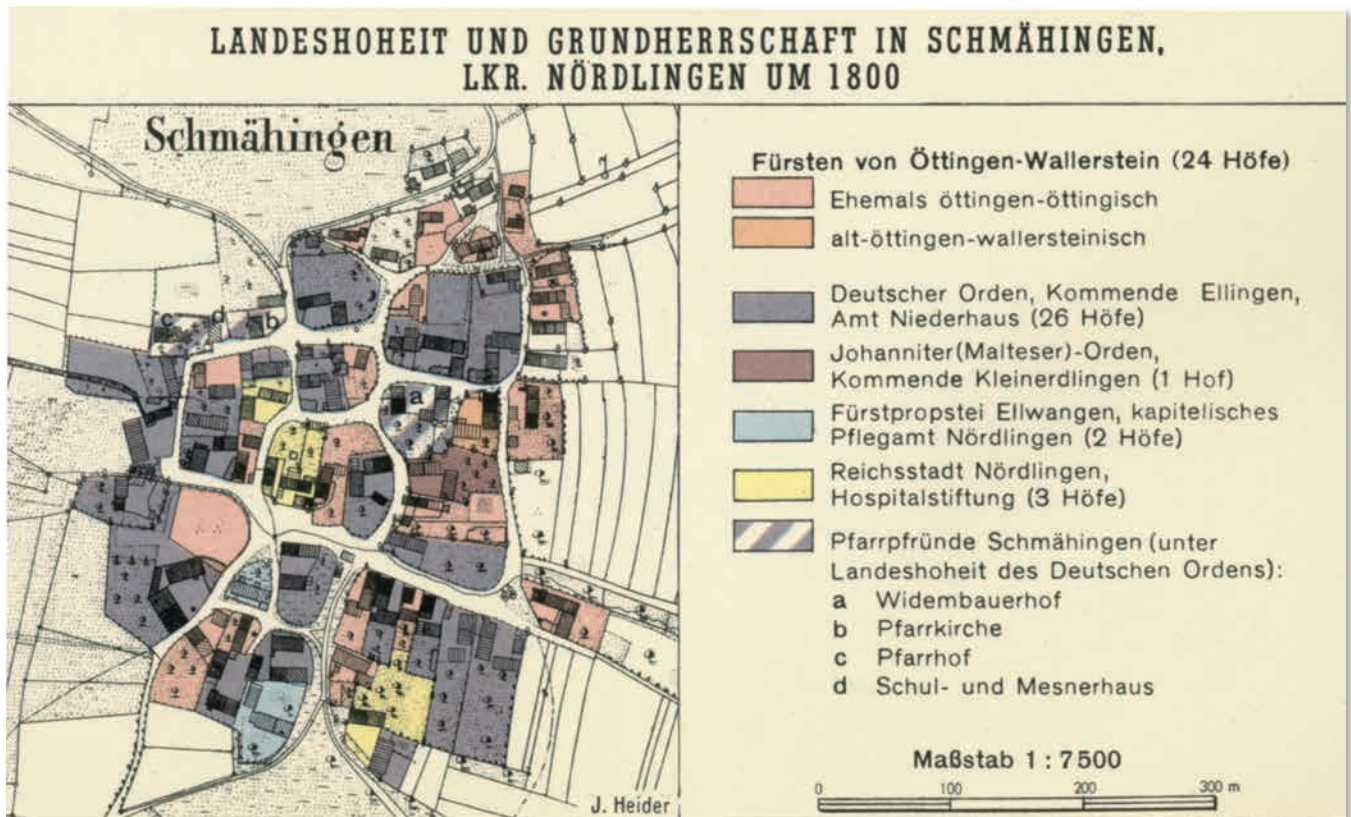 LANDESHOHEIT UND GRUNDHERRSCHAFT IN SCHMÄHINGEN,
LKR. NÖRDLINGEN UM 1800
Schmähingen
c
d
b
a
J. Heider
Fürsten von Öttingen-Wallerstein (24 Höfe)
Ehemals öttingen-öttingisch
alt-öttingen-wallersteinisch
Deutscher Orden, Kommende Ellingen,
Amt Niederhaus (26 Höfe)
Johanniter(Malteser)-Orden,
Kommende Kleinerdlingen (1 Hof)
Fürstpropstei Ellwangen, kapitelisches
Pflegamt Nördlingen (2 Höfe)
Reichsstadt Nördlingen,
Hospitalstiftung (3 Höfe)
Pfarrpfründe Schmähingen (unter
Landeshoheit des Deutschen Ordens):
a Widembauerhof
b Pfarrkirche
c Pfarrhof
d Schul- und Mesnerhaus
Maßstab 1 : 7500
0 100 200 300 m